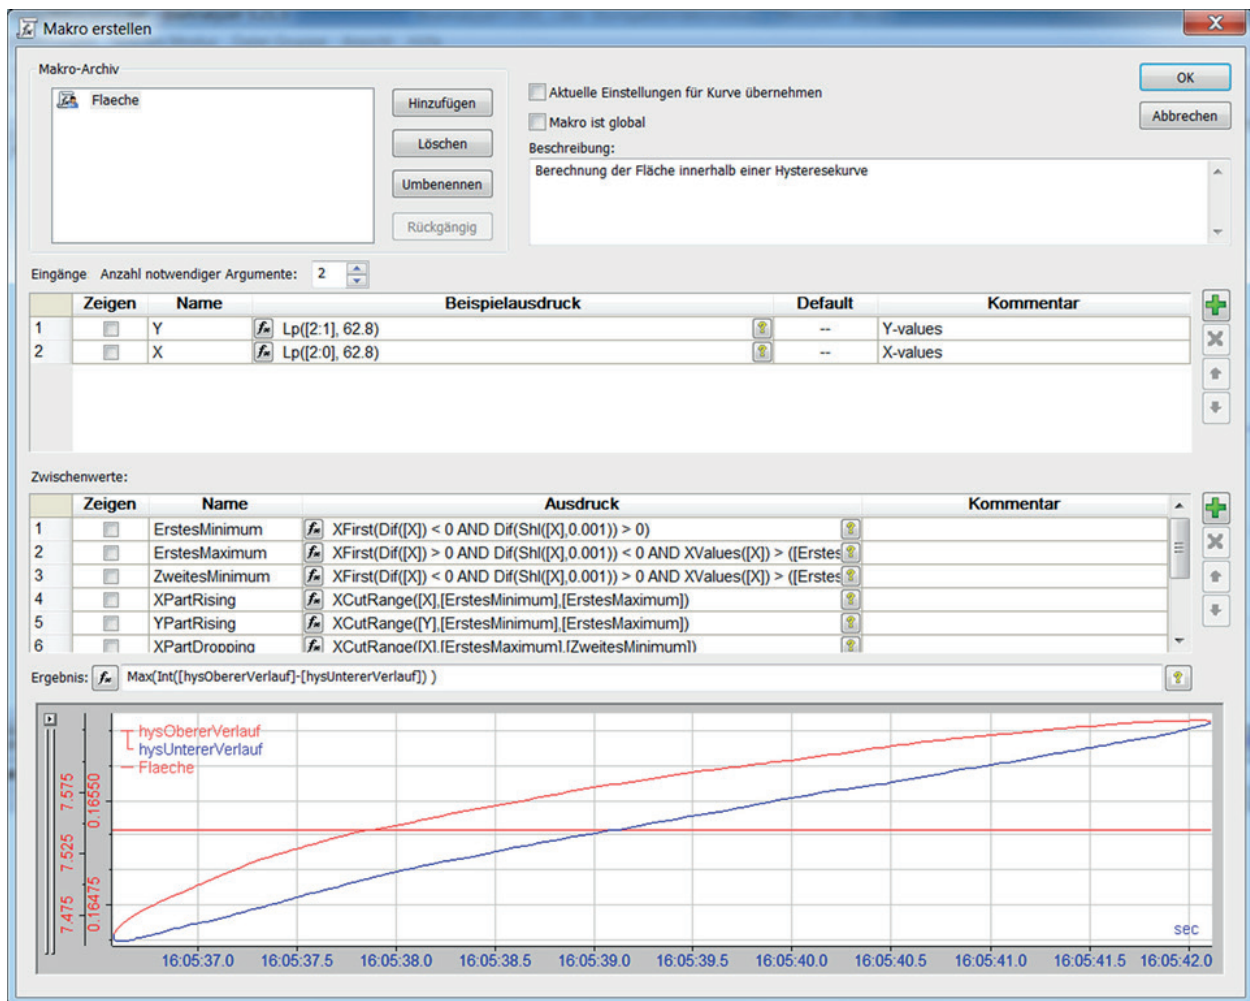 Makro erstellen
Makro-Archiv
Flaeche
Hinzufügen
Löschen
Umbenennen
Rückgängig
Aktuelle Einstellungen für Kurve übernehmen
Makro ist global
Beschreibung:
Berechnung der Fläche innerhalb einer Hysteresekurve
OK
Abbrechen
Eingänge Anzahl notwendiger Argumente: 2
Zeigen Name Beispielausdruck Default Kommentar
1 Y fx Lp([2:1], 62.8) ? -- Y-values
2 X fx Lp([2:0], 62.8) ? -- X-values
Zwischenwerte:
Zeigen Name Ausdruck Kommentar
1 ErstesMinimum fx XFirst(Dif([X]) < 0 AND Dif(Shl([X],0.001)) > 0) ?
2 ErstesMaximum fx XFirst(Dif([X]) > 0 AND Dif(Shl([X],0.001)) < 0 AND XValues([X]) > ([Erstes ?
3 ZweitesMinimum fx XFirst(Dif([X]) < 0 AND Dif(Shl([X],0.001)) > 0 AND XValues([X]) > ([Erstes ?
4 XPartRising fx XCutRange([X],[ErstesMinimum],[ErstesMaximum]) ?
5 YPartRising fx XCutRange([Y],[ErstesMinimum],[ErstesMaximum]) ?
6 XPartDropping fx XCutRange([X],[ErstesMaximum],[ZweitesMinimum]) ?
Ergebnis: fx Max(Int([hysObererVerlauf]-[hysUntererVerlauf]) ) ?
hysObererVerlauf
hysUntererVerlauf
Flaeche
7.575
7.525
7.475
0.16550
0.16475
sec
16:05:37.0 16:05:37.5 16:05:38.0 16:05:38.5 16:05:39.0 16:05:39.5 16:05:40.0 16:05:40.5 16:05:41.0 16:05:41.5 16:05:42.0